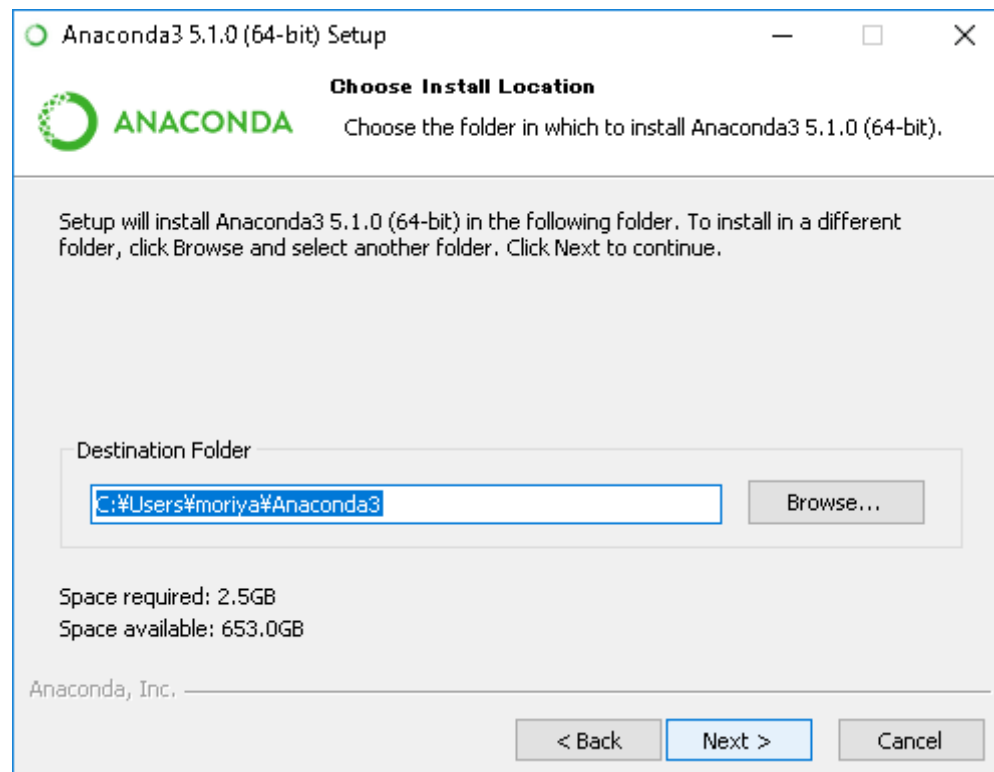 Anaconda3 5.1.0 (64-bit) Setup
ANACONDA
Choose Install Location
Choose the folder in which to install Anaconda3 5.1.0 (64-bit).
Setup will install Anaconda3 5.1.0 (64-bit) in the following folder. To install in a different
folder, click Browse and select another folder. Click Next to continue.
Destination Folder
C:¥Users¥moriya¥Anaconda3
Browse...
Space required: 2.5GB
Space available: 653.0GB
Anaconda, Inc.
< Back
Next >
Cancel